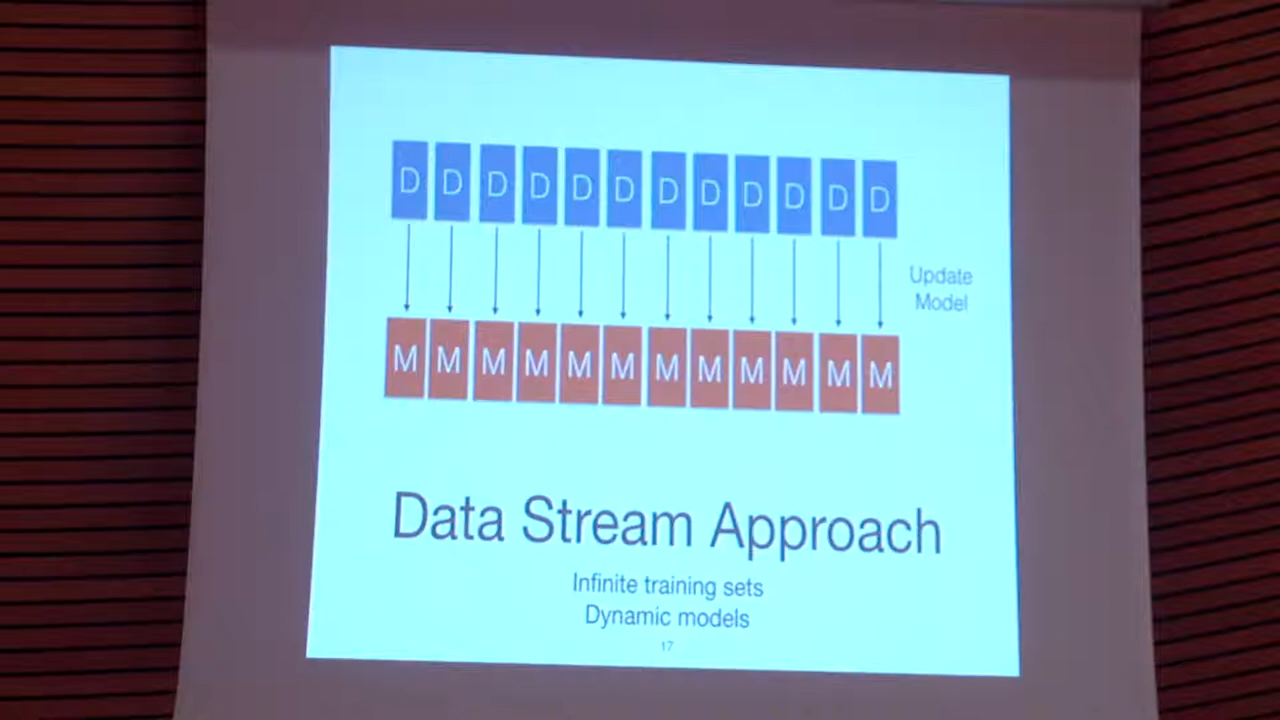 D D D D D D D D D D D D
Update
Model
M M M M M M M M M M M M
Data Stream Approach
Infinite training sets
Dynamic models
17